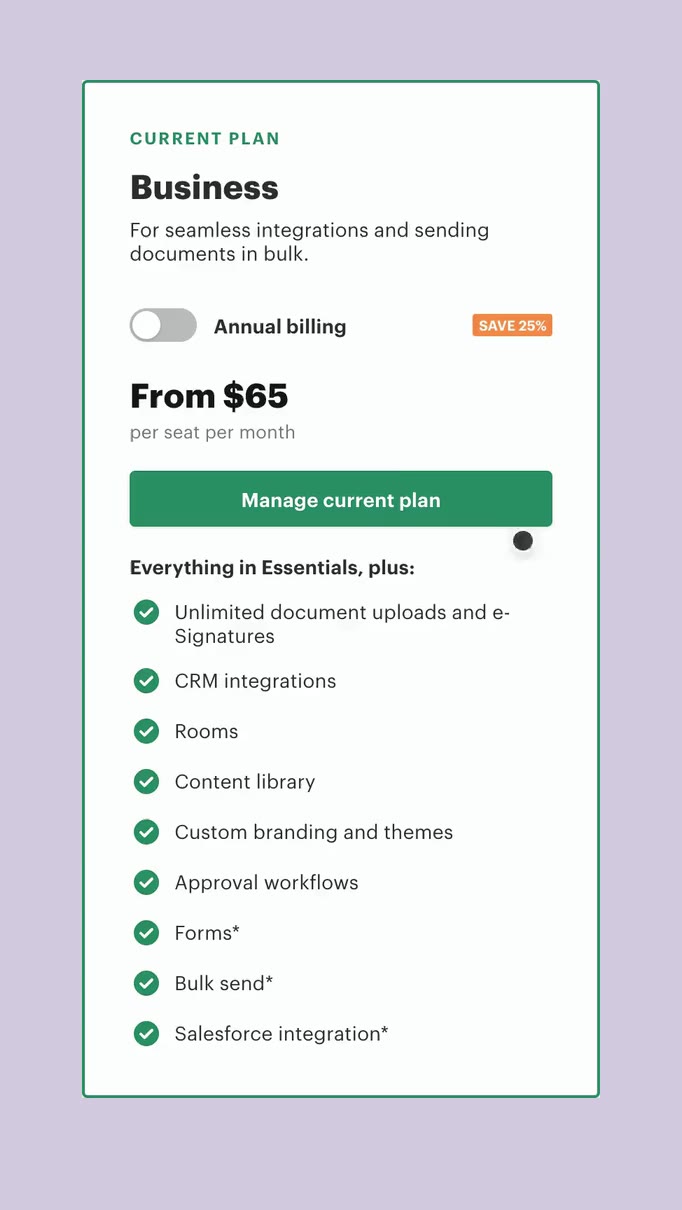 CURRENT PLAN
Business
For seamless integrations and sending
documents in bulk.
Annual billing
SAVE 25%
From $65
per seat per month
Manage current plan
Everything in Essentials, plus:
Unlimited document uploads and e-
Signatures
CRM integrations
Rooms
Content library
Custom branding and themes
Approval workflows
Forms*
Bulk send*
Salesforce integration*